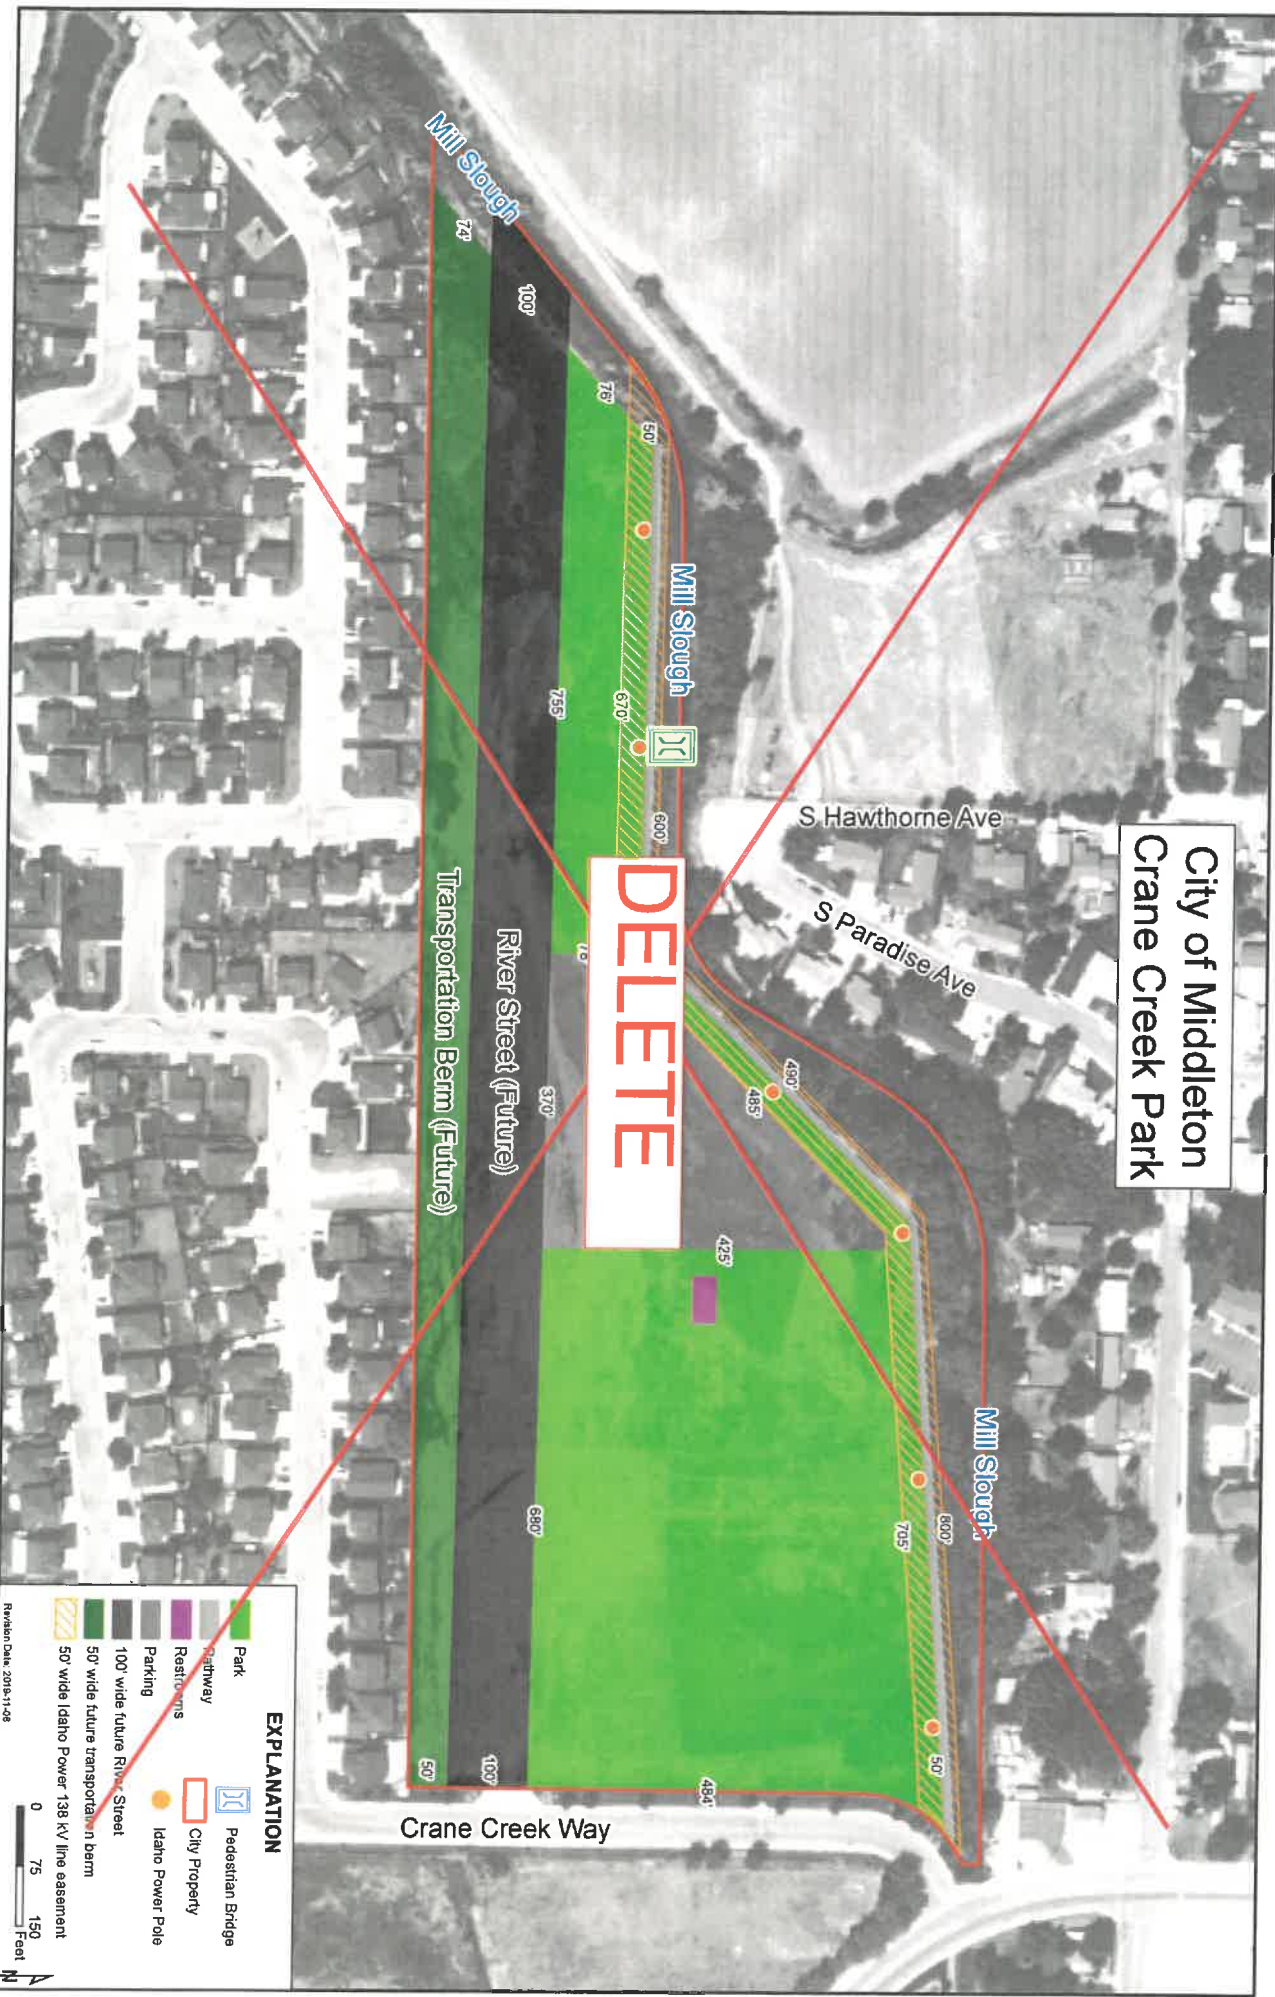 City of Middleton
Crane Creek Park
S Hawthorne Ave
S Paradise Ave
Mill Slough
Mill Slough
Mill Slough
74'
100'
76'
50'
670'
755'
600'
DELETE
490'
485'
370'
425'
River Street (Future)
Transportation Berm (Future))
680'
800'
705'
50'
484'
100'
50'
Crane Creek Way
EXPLANATION
Park
Pathway
Restrooms
Parking
100' wide future River Street
50' wide future transportation berm
50' wide Idaho Power 138 kV line easement
Pedestrian Bridge
City Property
Idaho Power Pole
Revision Date: 2019-11-06
0 75 150
Feet
N